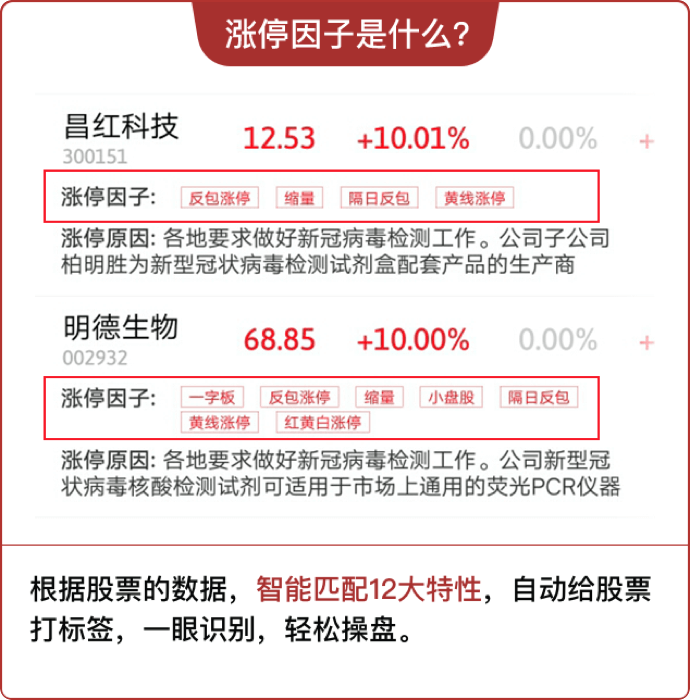 涨停因子是什么?
昌红科技 12.53 +10.01% 0.00% +
300151
涨停因子: 反包涨停 缩量 隔日反包 黄线涨停
涨停原因: 各地要求做好新冠病毒检测工作。公司子公司
柏明胜为新型冠状病毒检测试剂盒配套产品的生产商
明德生物 68.85 +10.00% 0.00% +
002932
涨停因子: 一字板 反包涨停 缩量 小盘股 隔日反包
黄线涨停 红黄白涨停
涨停原因: 各地要求做好新冠病毒检测工作。公司新型冠
状病毒核酸检测试剂可适用于市场上通用的荧光PCR仪器
根据股票的数据，智能匹配12大特性，自动给股票
打标签，一眼识别，轻松操盘。